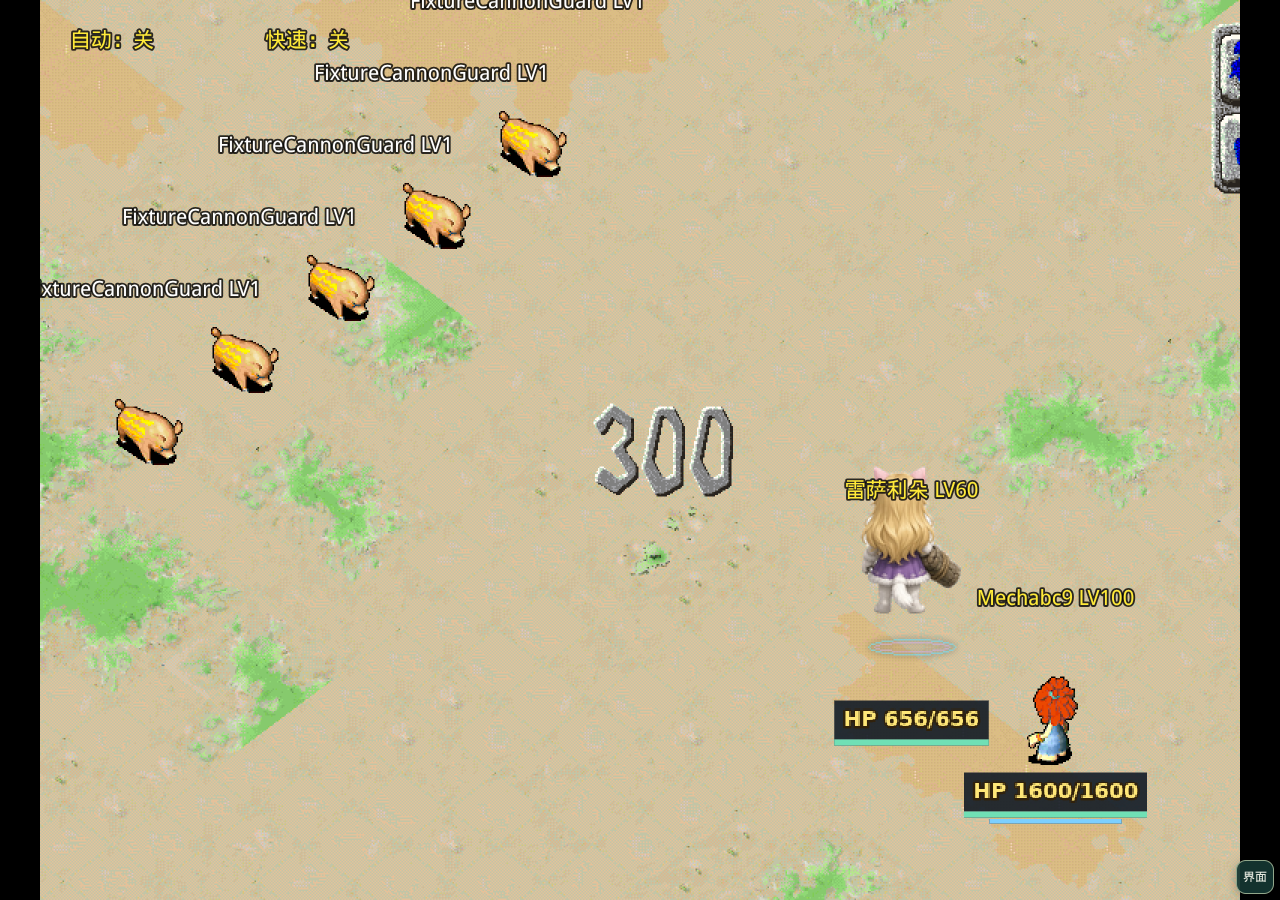 FixtureCannonGuard LV1
自动：关
快速：关
FixtureCannonGuard LV1
FixtureCannonGuard LV1
FixtureCannonGuard LV1
xtureCannonGuard LV1
300
雷萨利朵 LV60
Mechabc9 LV100
HP 656/656
HP 1600/1600
界面